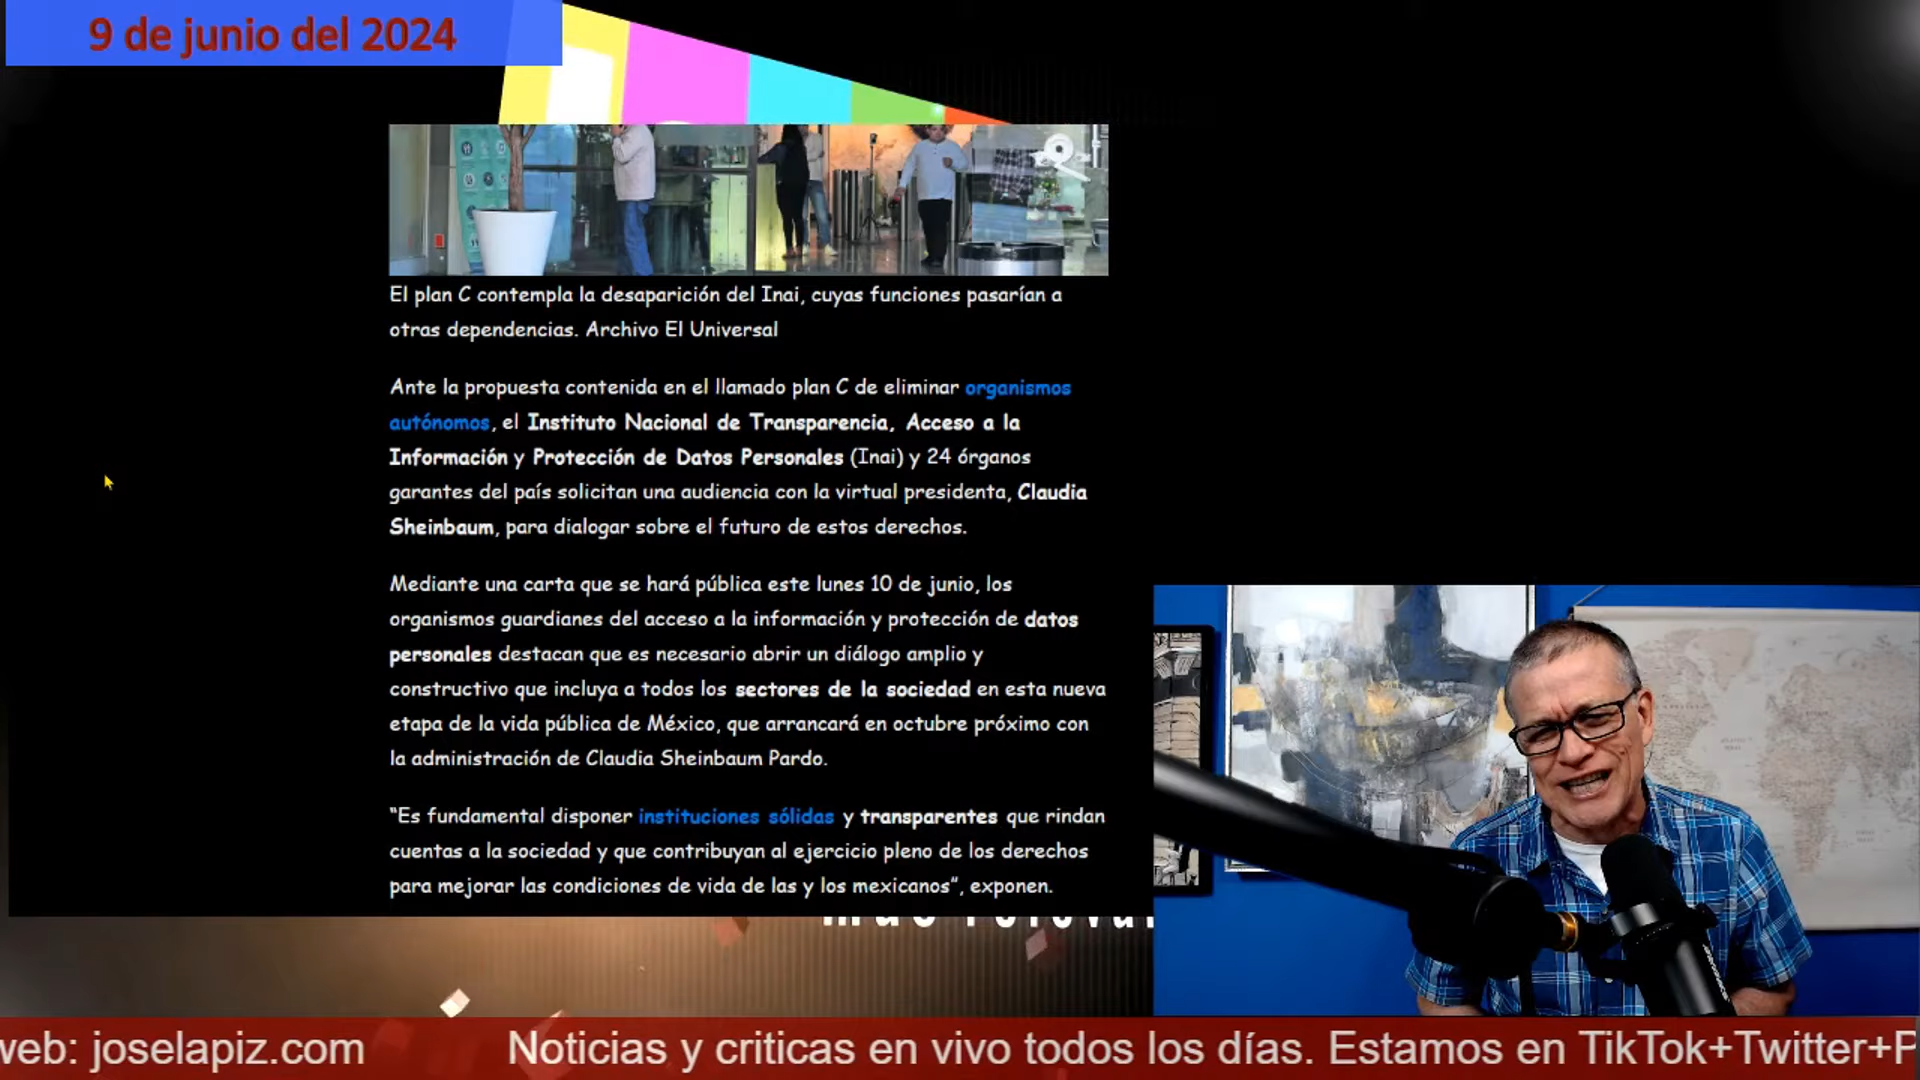 9 de junio del 2024
El plan C contempla la desaparición del Inai, cuyas funciones pasarían a
otras dependencias. Archivo El Universal
Ante la propuesta contenida en el llamado plan C de eliminar organismos
autónomos, el Instituto Nacional de Transparencia, Acceso a la
Información y Protección de Datos Personales (Inai) y 24 órganos
garantes del país solicitan una audiencia con la virtual presidenta, Claudia
Sheinbaum, para dialogar sobre el futuro de estos derechos.
Mediante una carta que se hará pública este lunes 10 de junio, los
organismos guardianes del acceso a la información y protección de datos
personales destacan que es necesario abrir un diálogo amplio y
constructivo que incluya a todos los sectores de la sociedad en esta nueva
etapa de la vida pública de México, que arrancará en octubre próximo con
la administración de Claudia Sheinbaum Pardo.
"Es fundamental disponer instituciones sólidas y transparentes que rindan
cuentas a la sociedad y que contribuyan al ejercicio pleno de los derechos
para mejorar las condiciones de vida de las y los mexicanos", exponen.
web: joselapiz.com Noticias y criticas en vivo todos los días. Estamos en TikTok+Twitter+